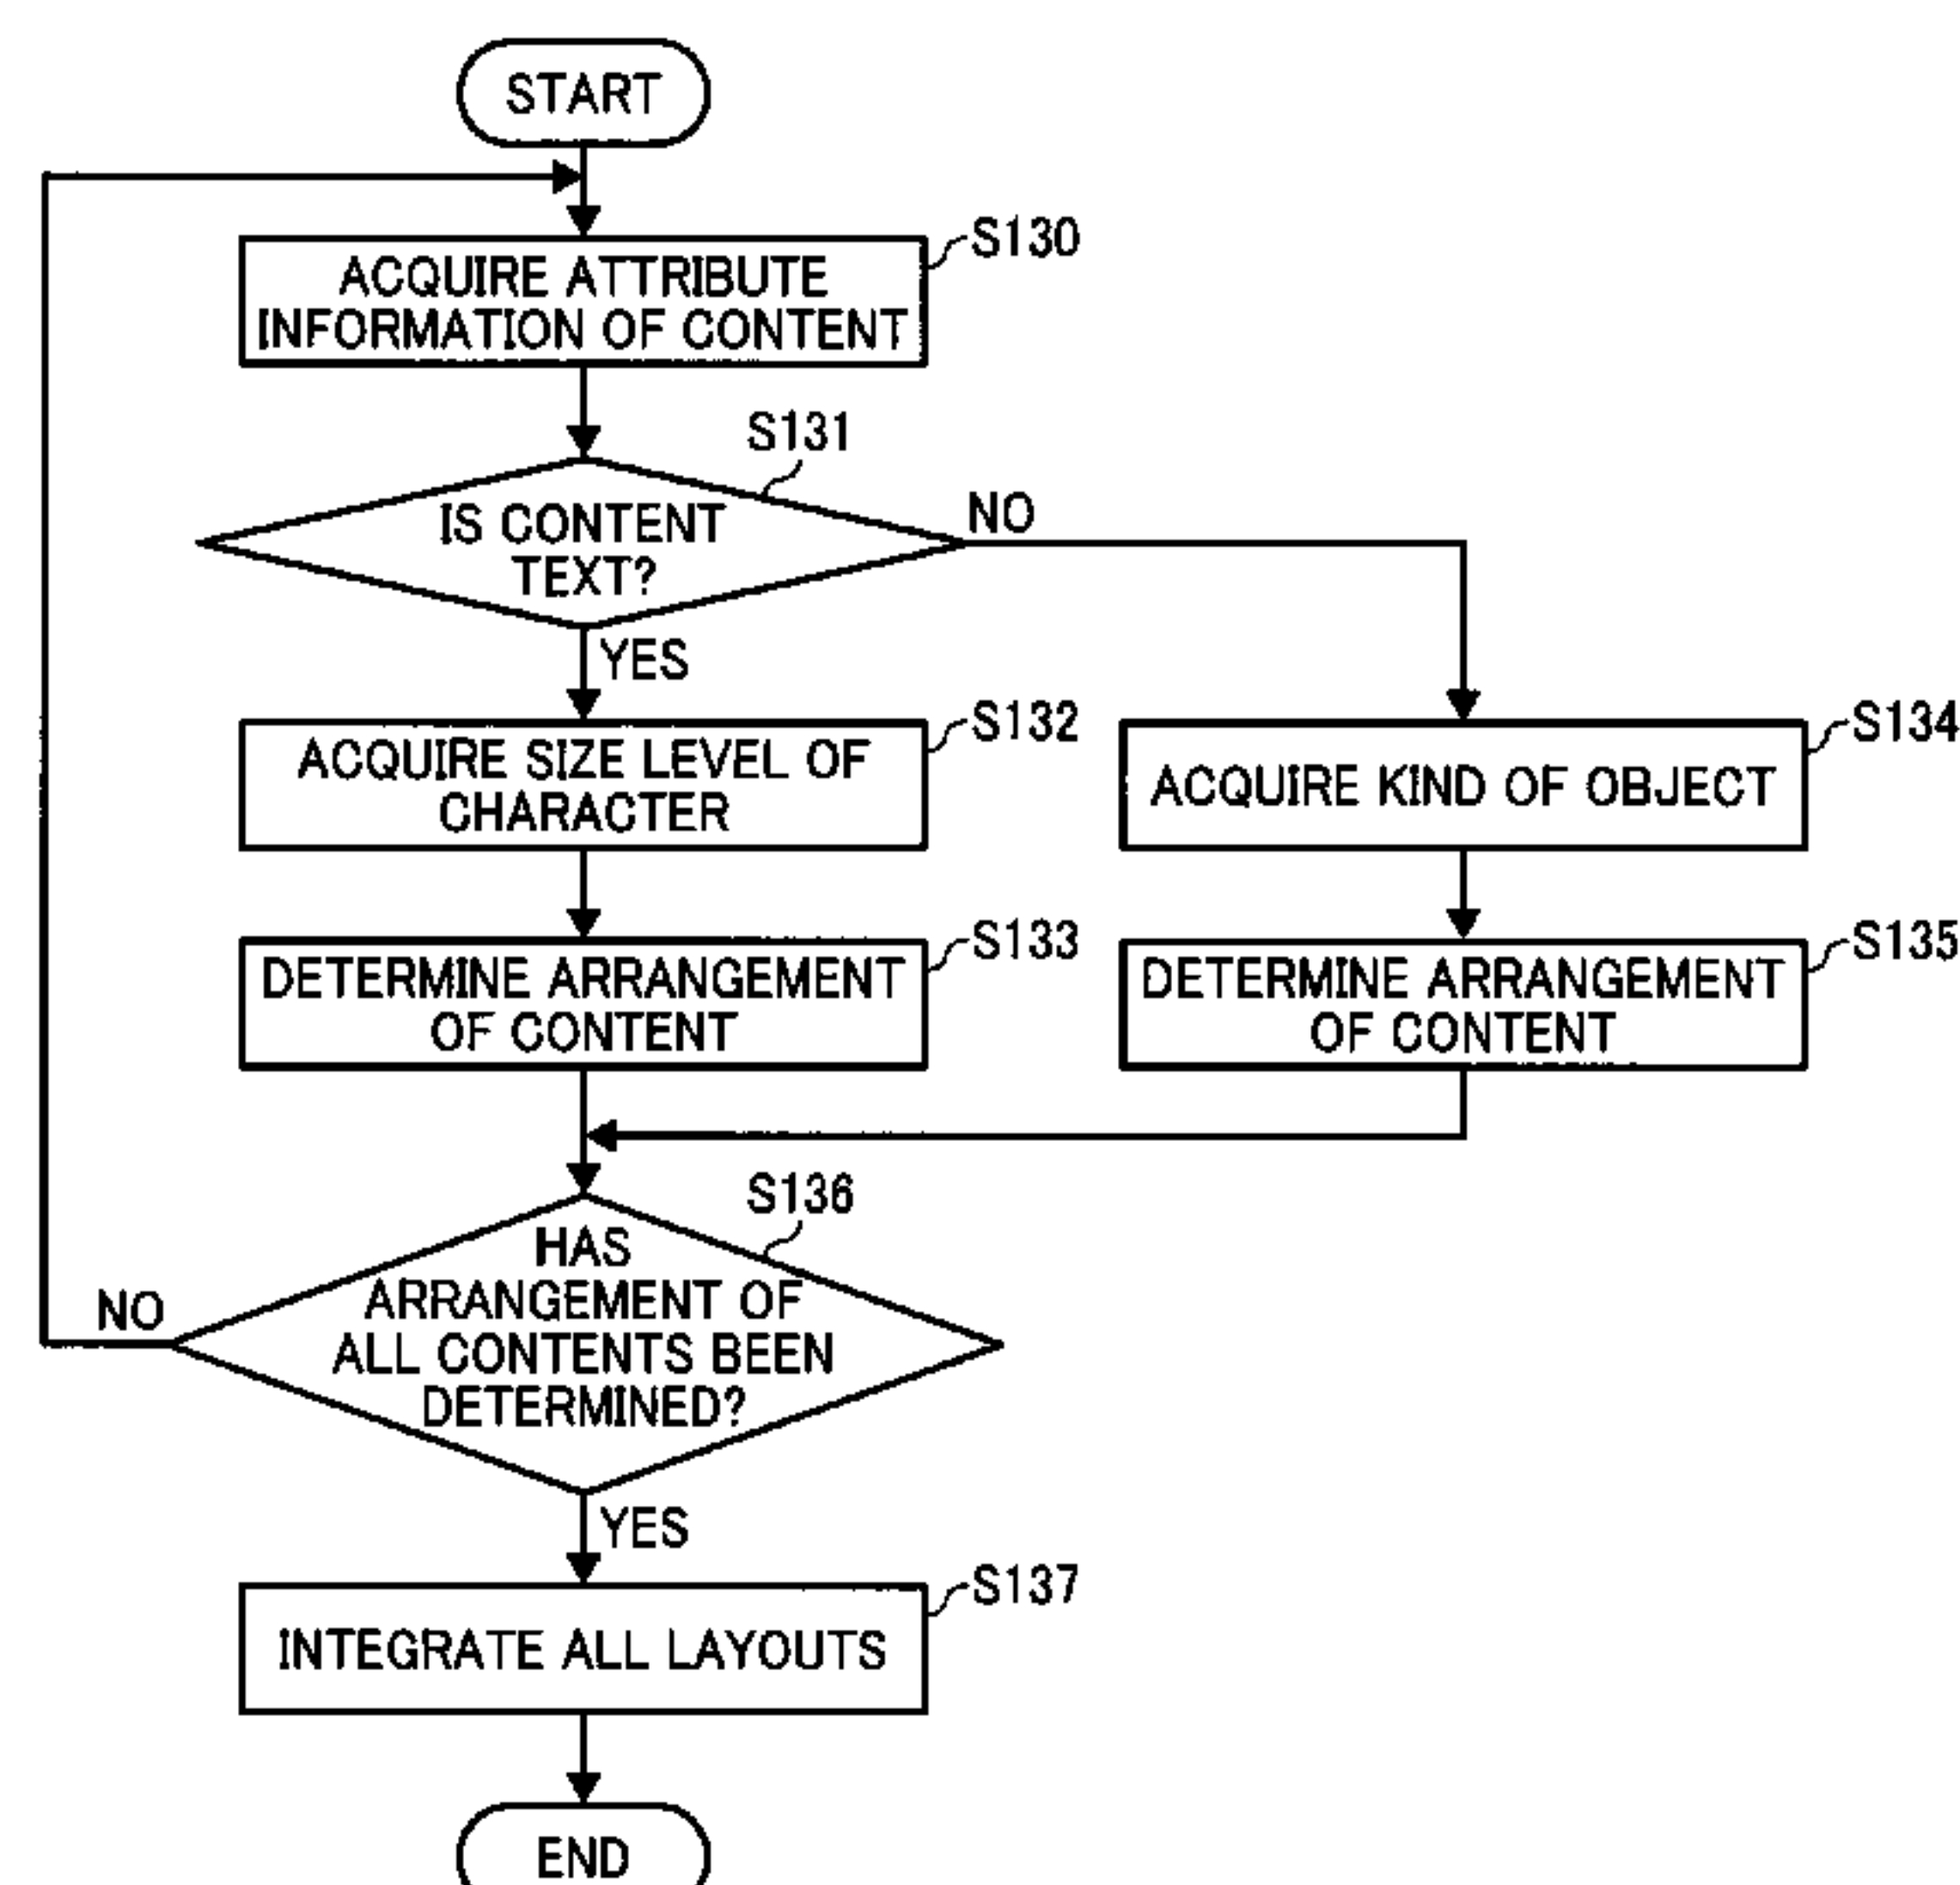 START
S130
ACQUIRE ATTRIBUTE
INFORMATION OF CONTENT
S131
IS CONTENT
TEXT?
NO
YES
S132
ACQUIRE SIZE LEVEL OF
CHARACTER
S134
ACQUIRE KIND OF OBJECT
S133
DETERMINE ARRANGEMENT
OF CONTENT
S135
DETERMINE ARRANGEMENT
OF CONTENT
S136
HAS
ARRANGEMENT OF
ALL CONTENTS BEEN
DETERMINED?
NO
YES
S137
INTEGRATE ALL LAYOUTS
END